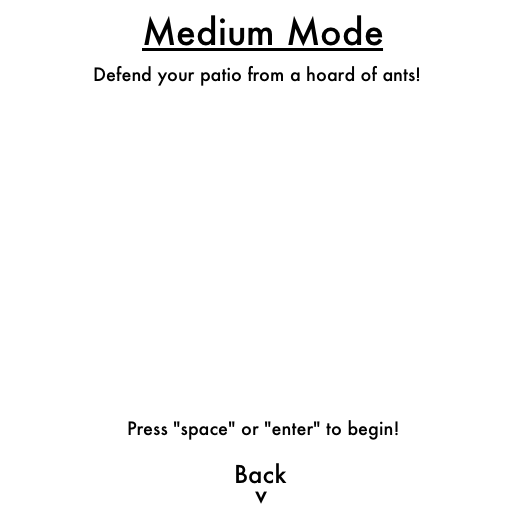 Medium Mode
Defend your patio from a hoard of ants!
Press "space" or "enter" to begin!
Back
v